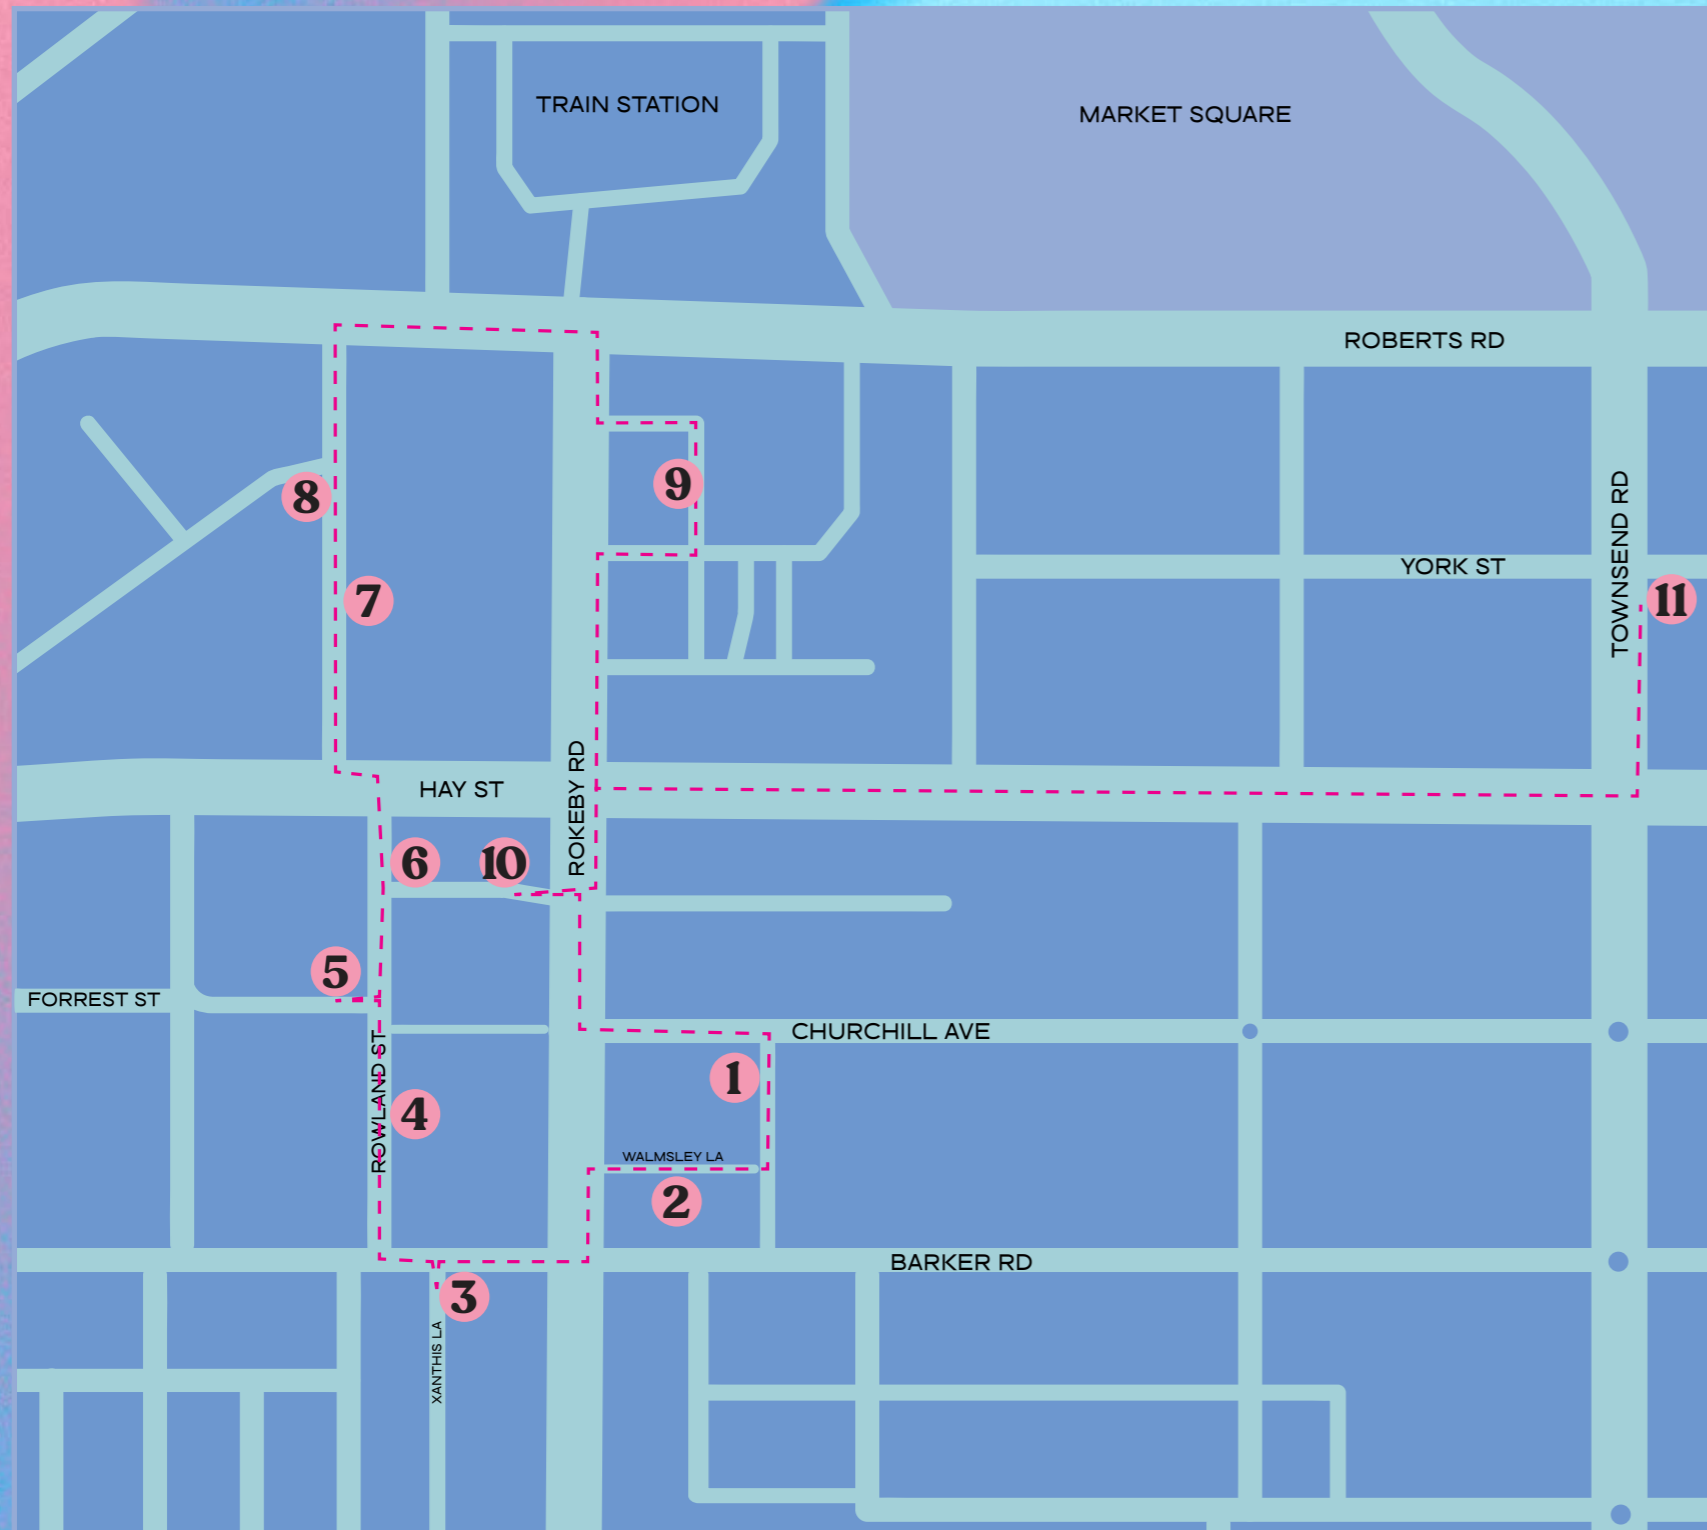 TRAIN STATION
MARKET SQUARE
ROBERTS RD
9
8
TOWNSEND RD
YORK ST
7
11
HAY ST
ROKEBY RD
6
10
5
FORREST ST
ROWLAND ST
CHURCHILL AVE
1
4
WALMSLEY LA
2
BARKER RD
3
XANTHIS LA